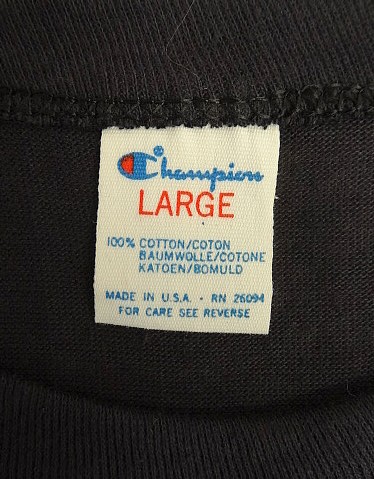 Champion
LARGE
100% COTTON/COTON
BAUMWOLLE/COTONE
KATOEN/BOMULD
MADE IN U.S.A. · RN 26094
FOR CARE SEE REVERSE